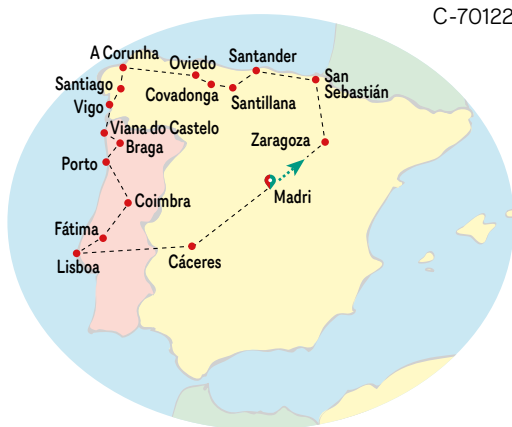 C-70122
A Corunha
Oviedo
Santander
Santiago
Covadonga
Santillana
San
Sebastián
Vigo
Viana do Castelo
Braga
Zaragoza
Porto
Madri
Coimbra
Fátima
Lisboa
Cáceres